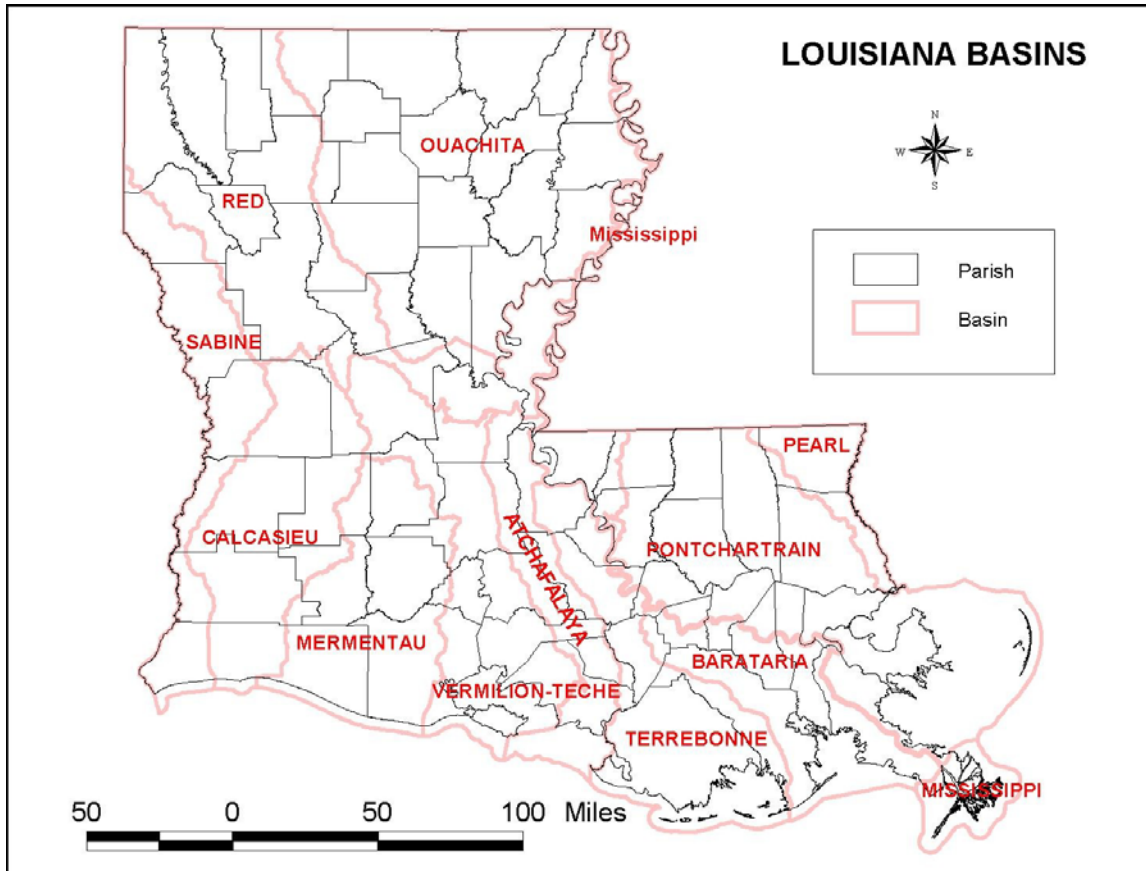 LOUISIANA BASINS
N
W E
S
OUACHITA
RED
Mississippi
Parish
Basin
SABINE
PEARL
CALCASIEU
ATCHAFALAYA
PONTCHARTRAIN
MERMENTAU
BARATARIA
VERMILION-TECHE
TERREBONNE
MISSISSIPPI
50 0 50 100 Miles